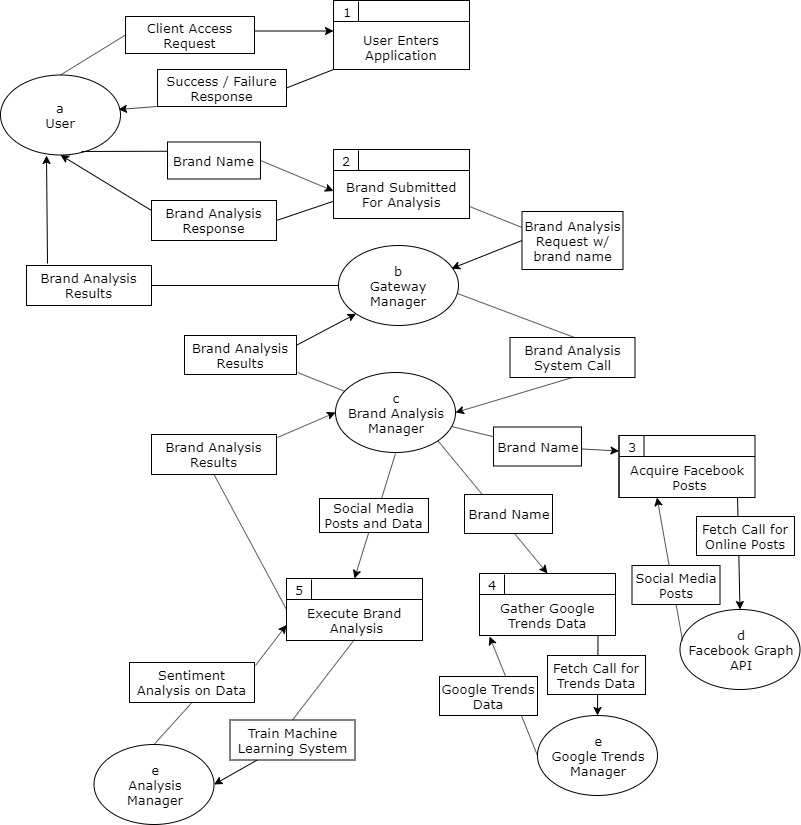 1
Client Access
Request
User Enters
Application
Success / Failure
Response
a
User
2
Brand Name
Brand Submitted
For Analysis
Brand Analysis
Response
Brand Analysis
Request w/
brand name
b
Gateway
Manager
Brand Analysis
Results
Brand Analysis
Results
Brand Analysis
System Call
c
Brand Analysis
Manager
Brand Analysis
Results
Brand Name
3
Acquire Facebook
Posts
Social Media
Posts and Data
Brand Name
Fetch Call for
Online Posts
5
Execute Brand
Analysis
4
Gather Google
Trends Data
Social Media
Posts
d
Facebook Graph
API
Sentiment
Analysis on Data
Fetch Call for
Trends Data
Google Trends
Data
Train Machine
Learning System
e
Google Trends
Manager
e
Analysis
Manager